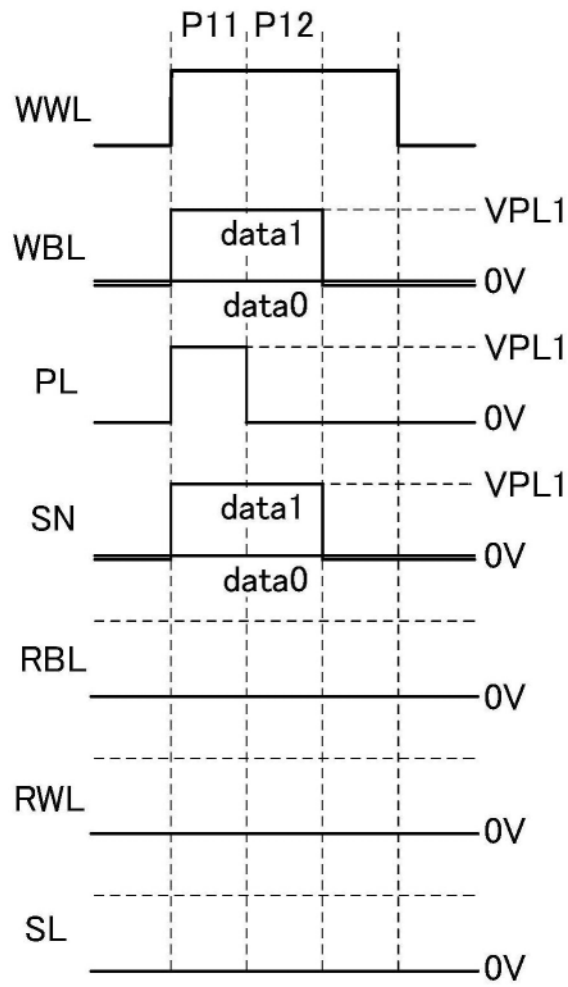 P11 P12
WWL
VPL1
WBL
data1
0V
data0
VPL1
PL
0V
VPL1
SN
data1
0V
data0
RBL
0V
RWL
0V
SL
0V